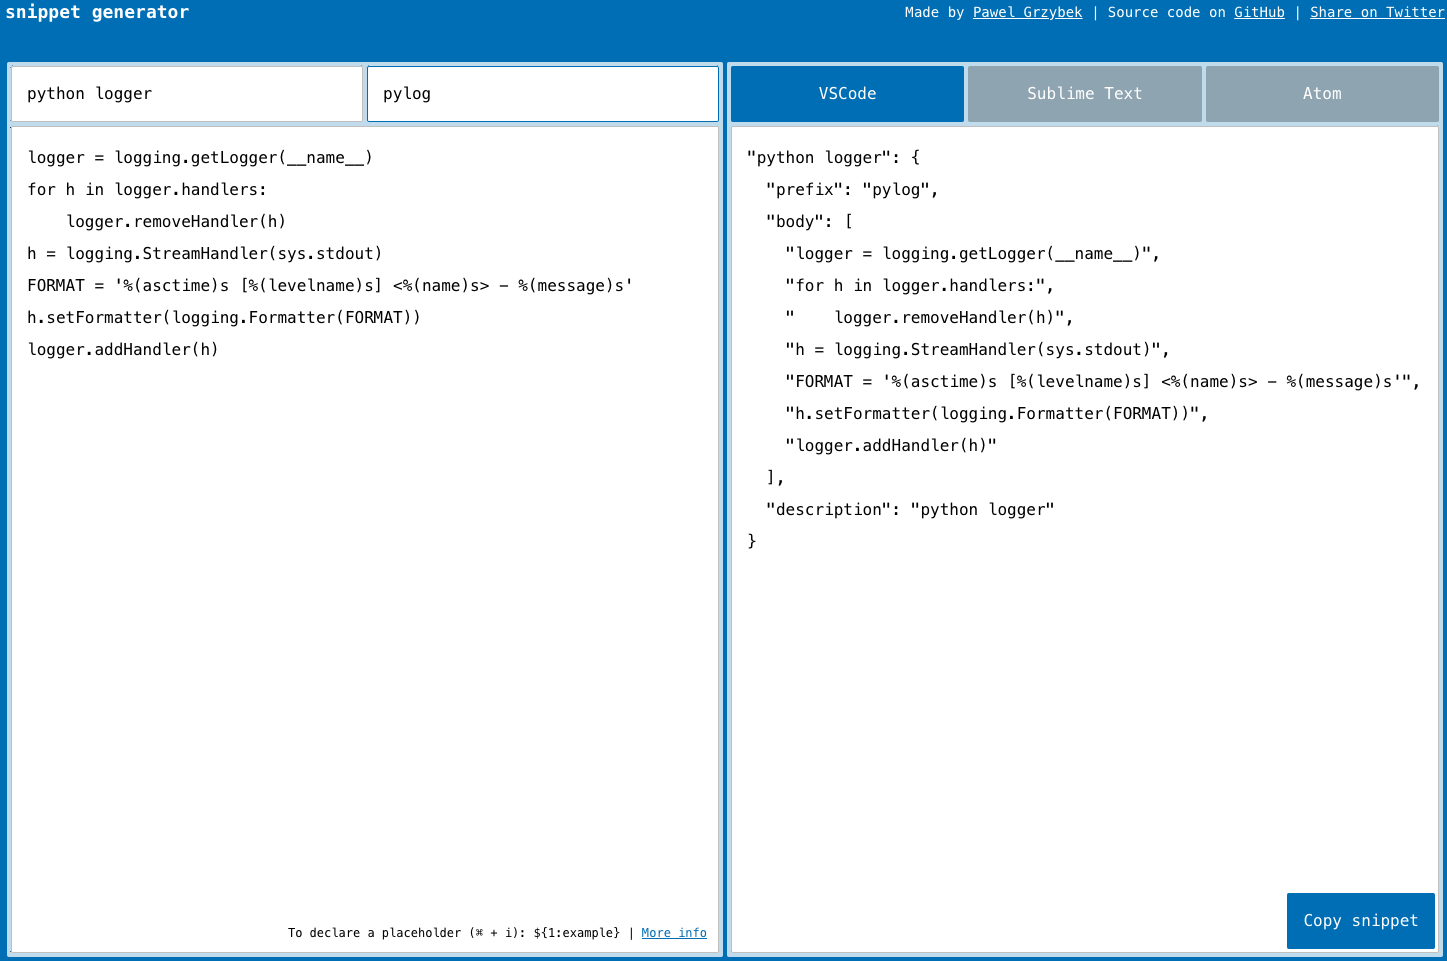 snippet generator
Made by Pawel Grzybek | Source code on GitHub | Share on Twitter
python logger
pylog
logger = logging.getLogger(__name__)
for h in logger.handlers:
    logger.removeHandler(h)
h = logging.StreamHandler(sys.stdout)
FORMAT = '%(asctime)s [%(levelname)s] <%(name)s> — %(message)s'
h.setFormatter(logging.Formatter(FORMAT))
logger.addHandler(h)
To declare a placeholder (⌘ + i): ${1:example} | More info
VSCode
Sublime Text
Atom
"python logger": {
  "prefix": "pylog",
  "body": [
    "logger = logging.getLogger(__name__)",
    "for h in logger.handlers:",
    "    logger.removeHandler(h)",
    "h = logging.StreamHandler(sys.stdout)",
    "FORMAT = '%(asctime)s [%(levelname)s] <%(name)s> — %(message)s'",
    "h.setFormatter(logging.Formatter(FORMAT))",
    "logger.addHandler(h)"
  ],
  "description": "python logger"
}
Copy snippet